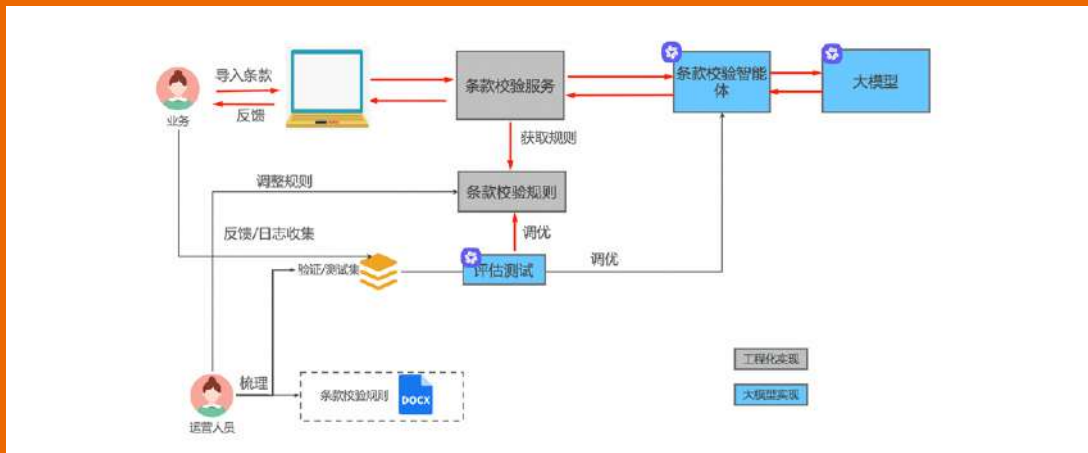 导入条款
反馈
业务
条款校验服务
条款校验智能
体
大模型
获取规则
调整规则
条款校验规则
反馈/日志收集
调优
验证/测试集
评估测试
调优
工程化实现
大模型实现
梳理
条款校验规则
DOCX
运营人员